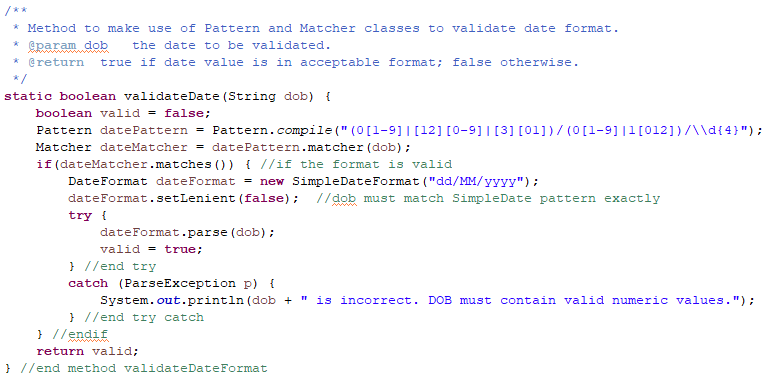 /**
 * Method to make use of Pattern and Matcher classes to validate date format.
 * @param dob   the date to be validated.
 * @return  true if date value is in acceptable format; false otherwise.
 */
static boolean validateDate(String dob) {
    boolean valid = false;
    Pattern datePattern = Pattern.compile("(0[1-9]|[12][0-9]|[3][01])/(0[1-9]|1[012])/\\d{4}");
    Matcher dateMatcher = datePattern.matcher(dob);
    if(dateMatcher.matches()) { //if the format is valid
        DateFormat dateFormat = new SimpleDateFormat("dd/MM/yyyy");
        dateFormat.setLenient(false);  //dob must match SimpleDate pattern exactly
        try {
            dateFormat.parse(dob);
            valid = true;
        } //end try
        catch (ParseException p) {
            System.out.println(dob + " is incorrect. DOB must contain valid numeric values.");
        } //end try catch
    } //endif
    return valid;
} //end method validateDateFormat